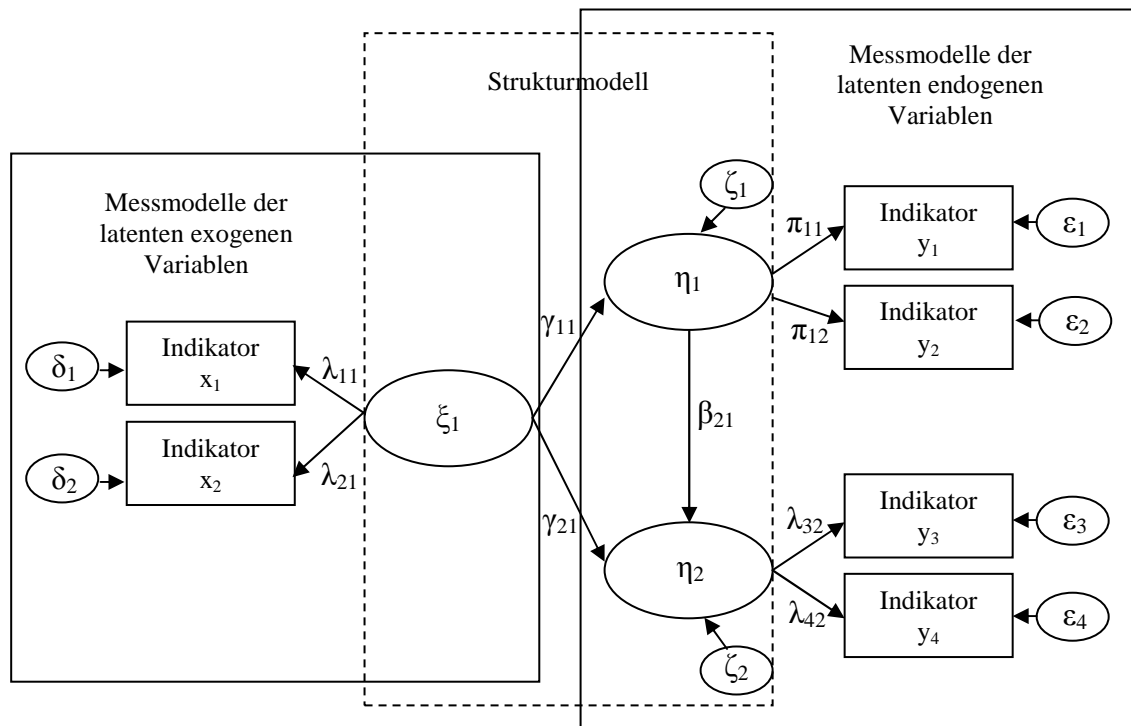 Strukturmodell
Messmodelle der
latenten endogenen
Variablen
Messmodelle der
latenten exogenen
Variablen
ζ₁
η₁
π₁₁
π₁₂
Indikator
y₁
ε₁
Indikator
y₂
ε₂
δ₁
Indikator
x₁
λ₁₁
δ₂
Indikator
x₂
λ₂₁
ξ₁
γ₁₁
γ₂₁
β₂₁
η₂
ζ₂
λ₃₂
λ₄₂
Indikator
y₃
ε₃
Indikator
y₄
ε₄